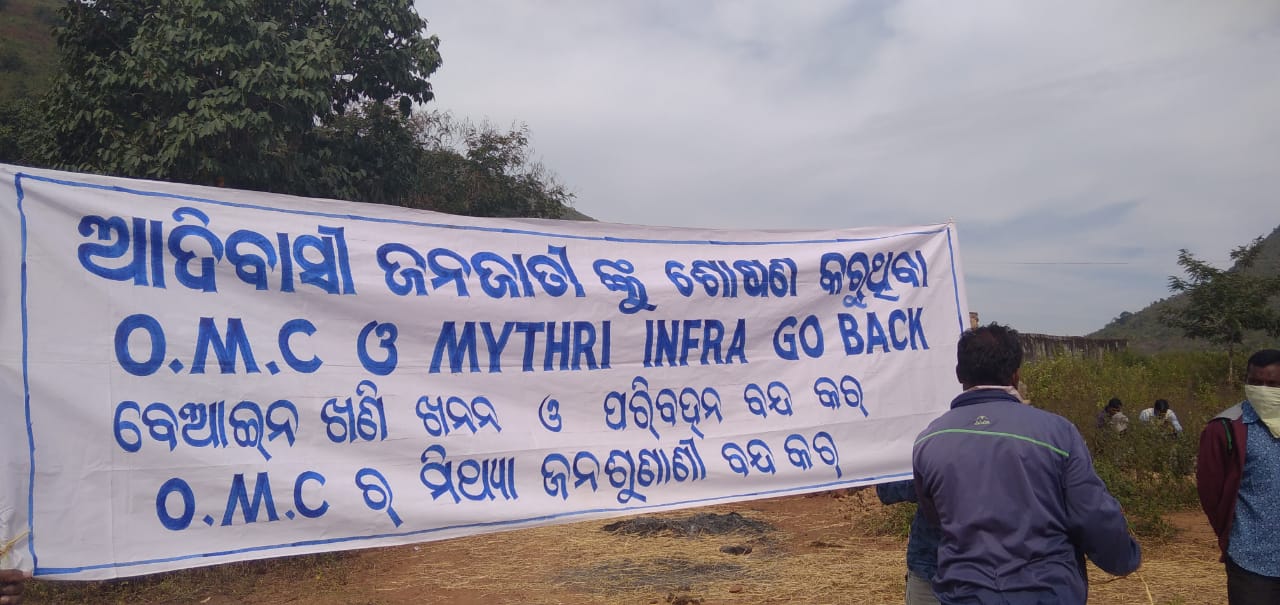 ଆଦିବାସୀ ଜନଜାତୀ ଙ୍କୁ ଶୋଷଣ କରୁଥିବା
O.M.C ଓ MYTHRI INFRA GO BACK
ବେଆଇନ ଖଣି ଖନନ ଓ ପରିବହନ ବନ୍ଦ କର
O.M.C ର ମିଥ୍ୟା ଜନଶୁଣାଣୀ ବନ୍ଦ କର